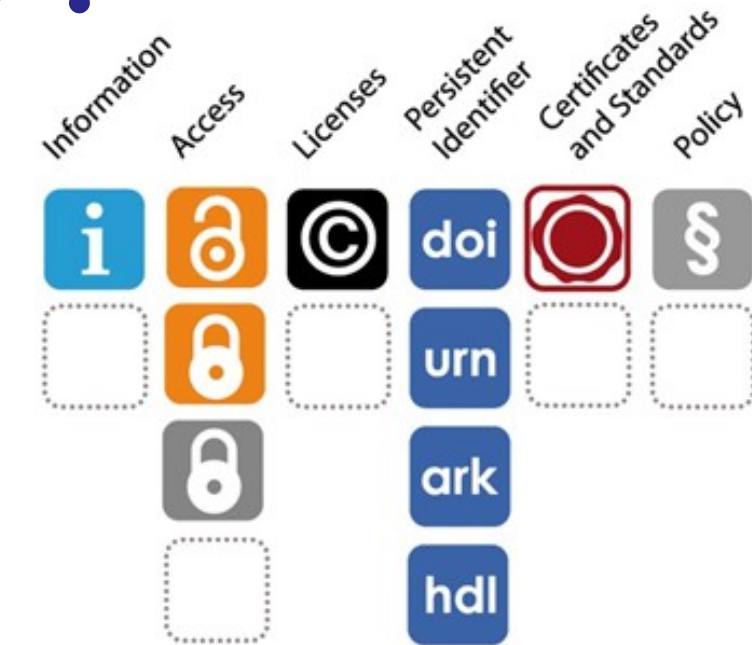 Information
Access
Licenses
Persistent
Identifier
Certificates
and Standards
Policy
i
©
doi
§
urn
ark
hdl